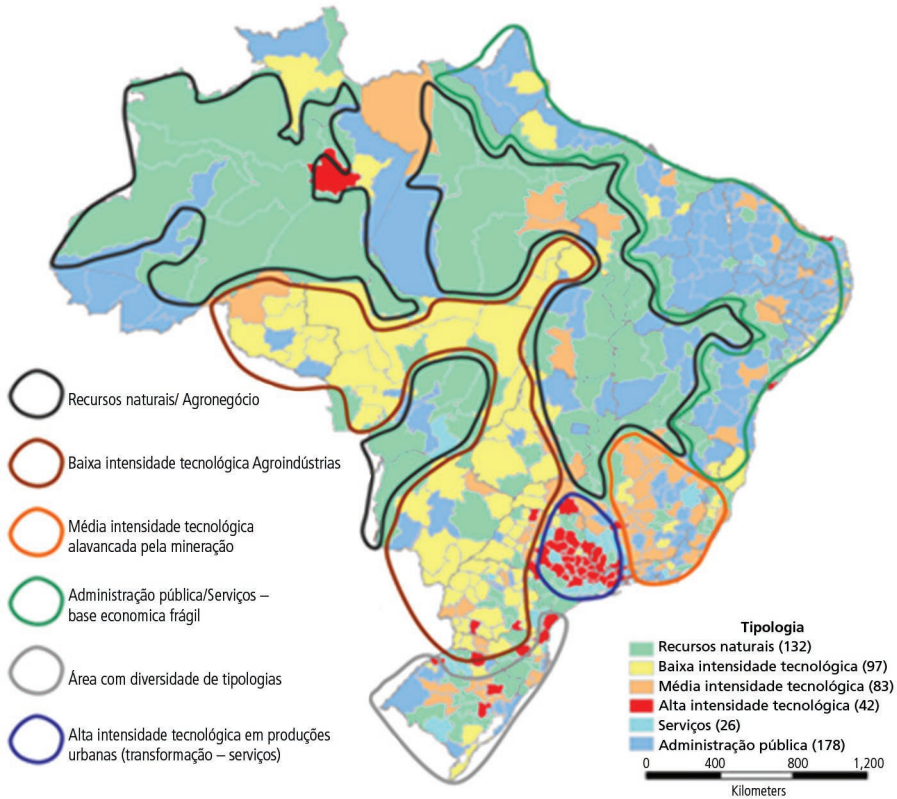 Recursos naturais/ Agronegócio
Baixa intensidade tecnológica Agroindústrias
Média intensidade tecnológica
alavancada pela mineração
Administração pública/Serviços –
base economica frágil
Área com diversidade de tipologias
Alta intensidade tecnológica em produções
urbanas (transformação – serviços)
Tipologia
Recursos naturais (132)
Baixa intensidade tecnológica (97)
Média intensidade tecnológica (83)
Alta intensidade tecnológica (42)
Serviços (26)
Administração pública (178)
0 400 800 1,200
Kilometers